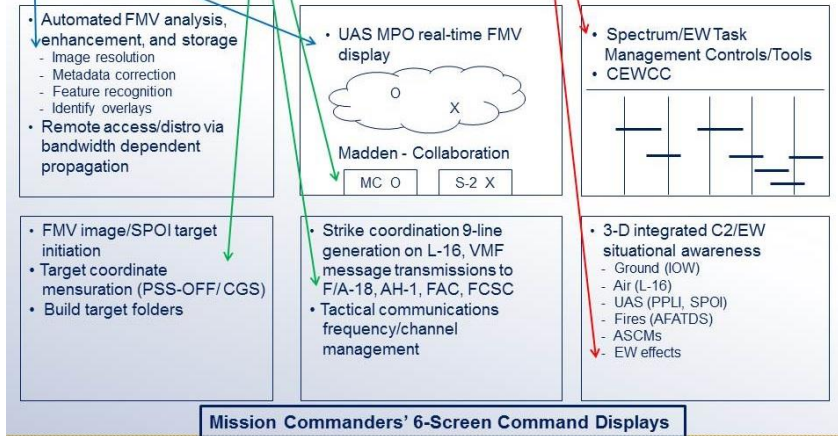 • Automated FMV analysis,
enhancement, and storage
- Image resolution
- Metadata correction
- Feature recognition
- Identify overlays
• Remote access/distro via
bandwidth dependent
propagation
• UAS MPO real-time FMV
display
O
X
Madden - Collaboration
MC O
S-2 X
• Spectrum/EW Task
Management Controls/Tools
• CEWCC
• FMV image/SPOI target
initiation
• Target coordinate
mensuration (PSS-OFF/ CGS)
• Build target folders
• Strike coordination 9-line
generation on L-16, VMF
message transmissions to
F/A-18, AH-1, FAC, FCSC
• Tactical communications
frequency/channel
management
• 3-D integrated C2/EW
situational awareness
- Ground (IOW)
- Air (L-16)
- UAS (PPLI, SPOI)
- Fires (AFATDS)
- ASCMs
- EW effects
Mission Commanders' 6-Screen Command Displays